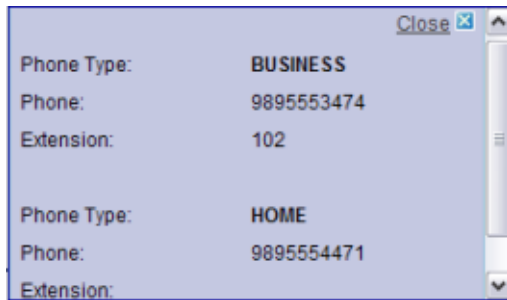 Close
Phone Type: BUSINESS
Phone: 9895553474
Extension: 102
Phone Type: HOME
Phone: 9895554471
Extension: